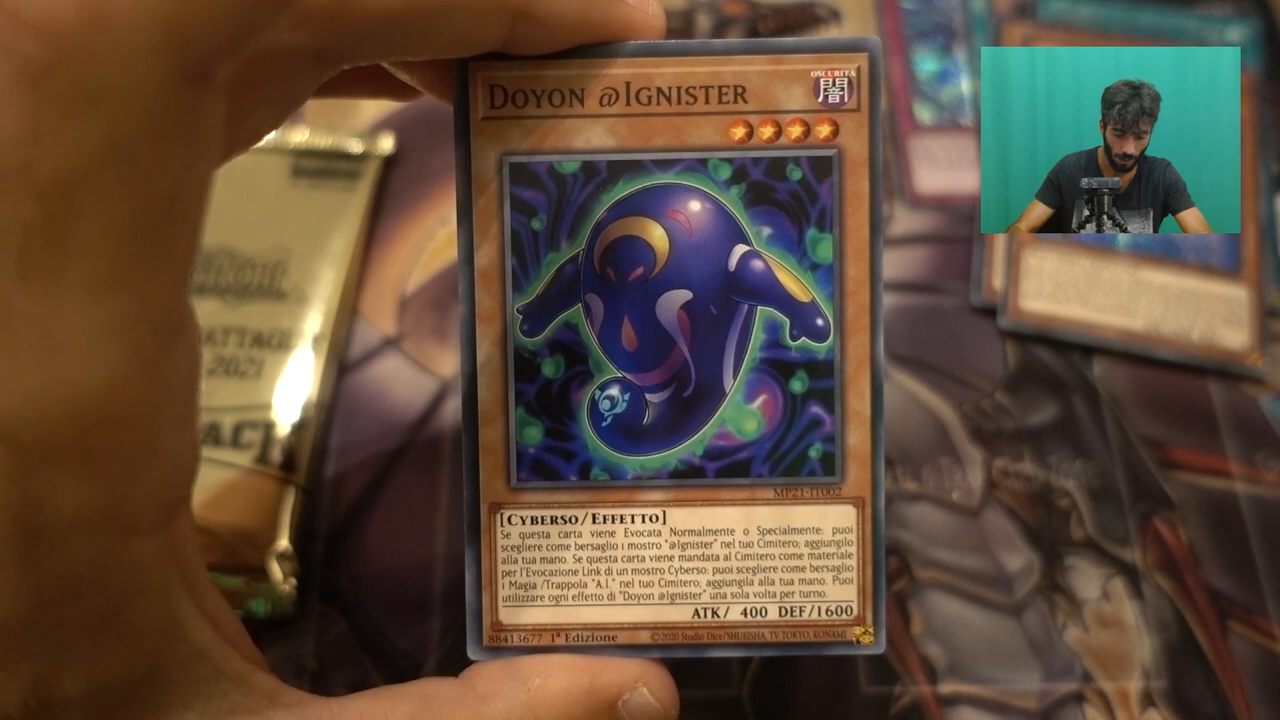 DOYON @IGNISTER
OSCURITÀ
闇
MP21-IT002
[CYBERSO/EFFETTO]
Se questa carta viene Evocata Normalmente o Specialmente: puoi
scegliere come bersaglio 1 mostro "@Ignister" nel tuo Cimitero; aggiungilo
alla tua mano. Se questa carta viene mandata al Cimitero come materiale
per l'Evocazione Link di un mostro Cyberso: puoi scegliere come bersaglio
1 Magia /Trappola "A.I." nel tuo Cimitero; aggiungila alla tua mano. Puoi
utilizzare ogni effetto di "Doyon @Ignister" una sola volta per turno.
ATK/ 400 DEF/1600
88413677 1ª Edizione ©2020 Studio Dice/SHUEISHA, TV TOKYO, KONAMI
2021